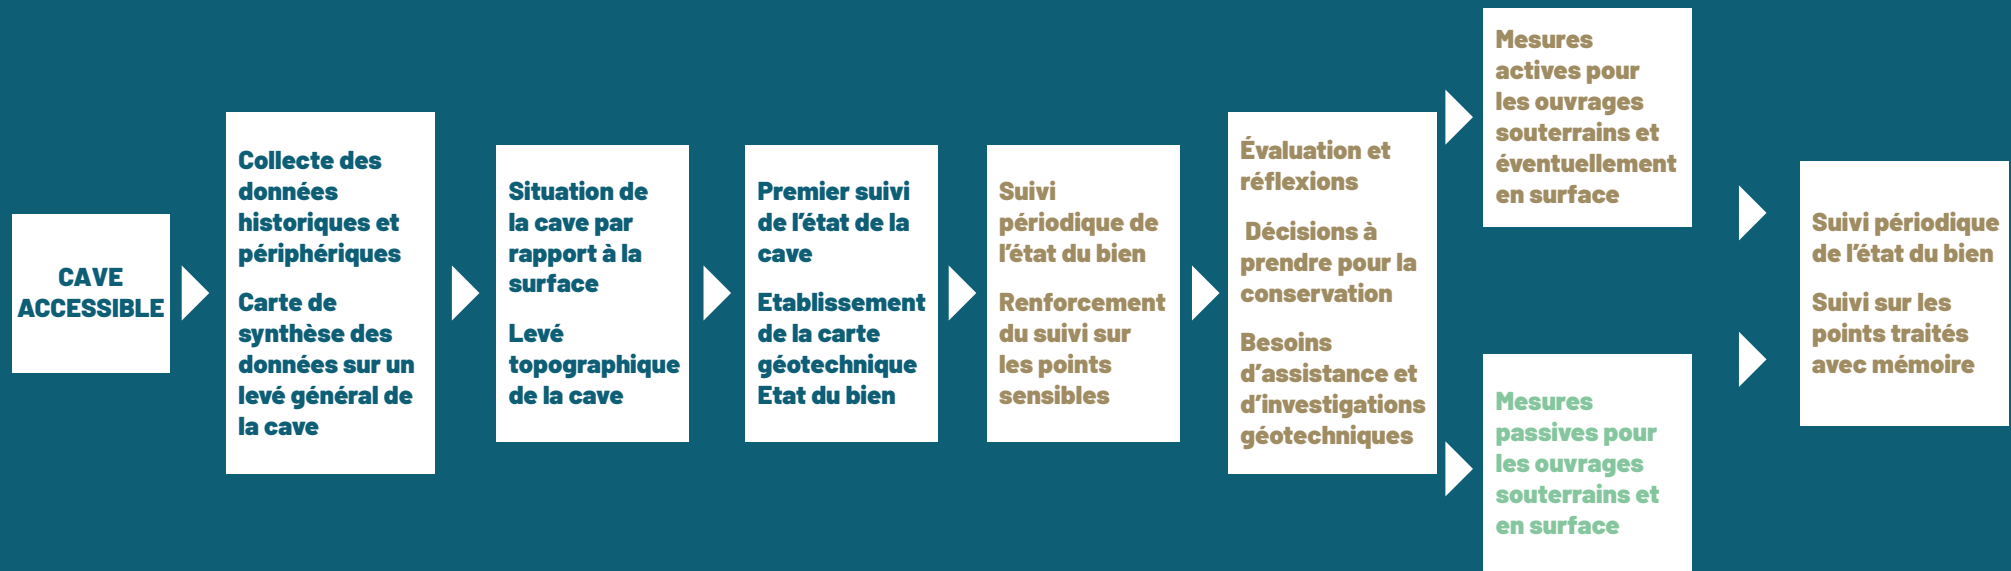 CAVE
ACCESSIBLE
Collecte des
données
historiques et
périphériques
Carte de
synthèse des
données sur un
levé général de
la cave
Situation de
la cave par
rapport à la
surface
Levé
topographique
de la cave
Premier suivi
de l'état de la
cave
Etablissement
de la carte
géotechnique
Etat du bien
Suivi
périodique de
l'état du bien
Renforcement
du suivi sur
les points
sensibles
Évaluation et
réflexions
Décisions à
prendre pour la
conservation
Besoins
d'assistance et
d'investigations
géotechniques
Mesures
actives pour
les ouvrages
souterrains et
éventuellement
en surface
Mesures
passives pour
les ouvrages
souterrains et
en surface
Suivi périodique
de l'état du bien
Suivi sur les
points traités
avec mémoire